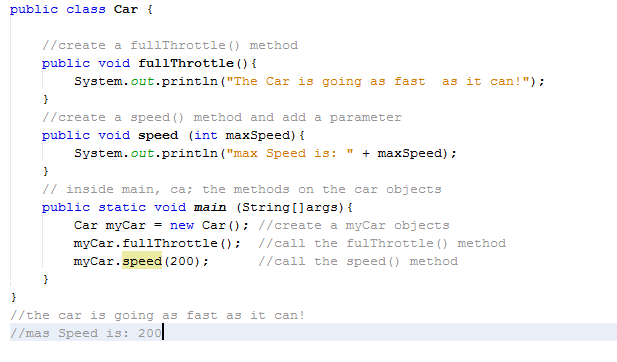 public class Car {
//create a fullThrottle() method
public void fullThrottle(){
System.out.println("The Car is going as fast  as it can!");
}
//create a speed() method and add a parameter
public void speed (int maxSpeed){
System.out.println("max Speed is: " + maxSpeed);
}
// inside main, ca; the methods on the car objects
public static void main (String[]args){
Car myCar = new Car(); //create a myCar objects
myCar.fullThrottle();  //call the fulThrottle() method
myCar.speed(200);      //call the speed() method
}
}
//the car is going as fast as it can!
//mas Speed is: 200